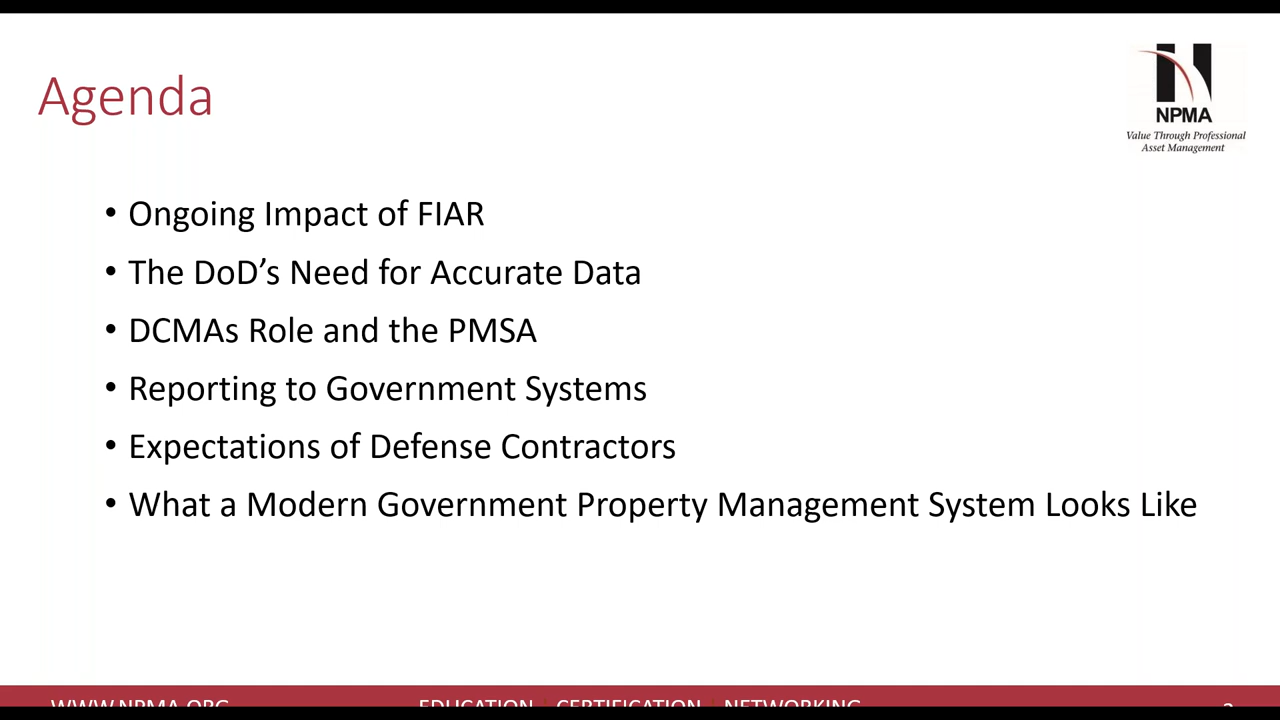 Agenda
NPMA
Value Through Professional
Asset Management
• Ongoing Impact of FIAR
• The DoD’s Need for Accurate Data
• DCMAs Role and the PMSA
• Reporting to Government Systems
• Expectations of Defense Contractors
• What a Modern Government Property Management System Looks Like
WWW.NPMA.ORG EDUCATION | CERTIFICATION | NETWORKING